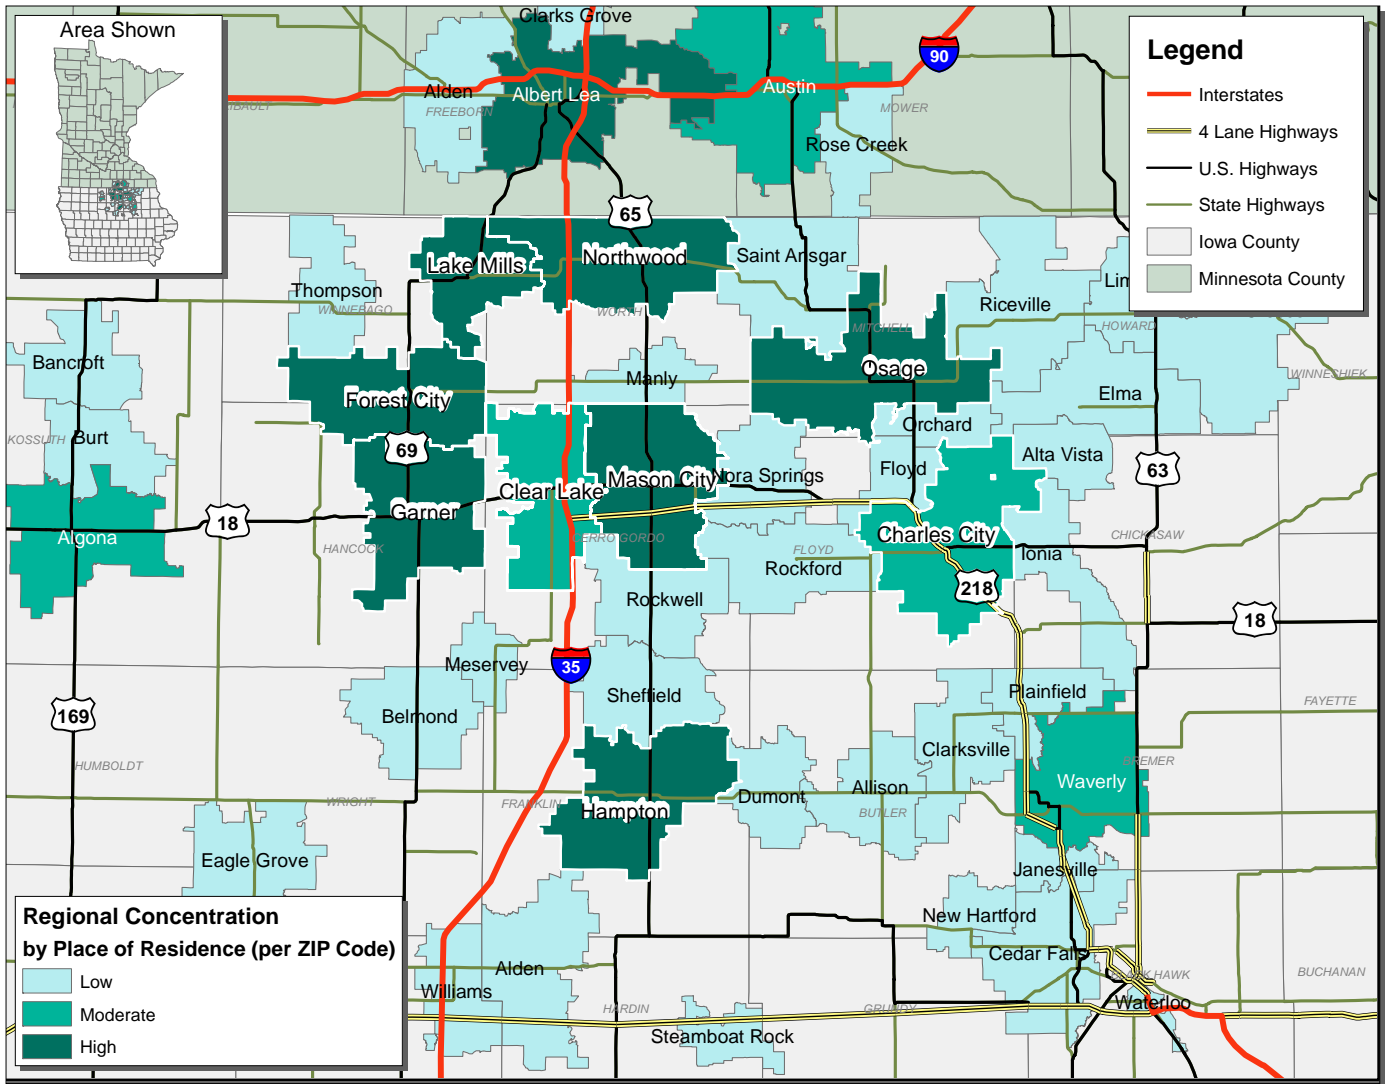 Area Shown
Clarks Grove
Legend
Interstates
4 Lane Highways
U.S. Highways
State Highways
Iowa County
Minnesota County
90
Alden
Albert Lea
Austin
FREEBORN
MOWER
Rose Creek
65
Lake Mills
Northwood
Saint Ansgar
Thompson
WINNEBAGO
WORTH
Riceville
Lim
MITCHELL
HOWARD
Bancroft
Manly
Osage
WINNESHIEK
Elma
Forest City
KOSSUTH
Burt
69
Orchard
Floyd
Alta Vista
63
Nora Springs
Mason City
Clear Lake
Garner
18
Algona
HANCOCK
ERRO GORDO
FLOYD
Charles City
CHICKASAW
Ionia
Rockford
218
Rockwell
18
35
Meservey
Sheffield
Plainfield
FAYETTE
169
Belmond
Clarksville
HUMBOLDT
BREMER
Waverly
WRIGHT
FRANKLIN
Hampton
Dumont
Allison
BUTLER
Eagle Grove
Janesville
New Hartford
Cedar Falls
Regional Concentration
by Place of Residence (per ZIP Code)
Low
Moderate
High
Alden
Williams
BLACK HAWK
BUCHANAN
Waterloo
HARDIN
GRUNDY
Steamboat Rock